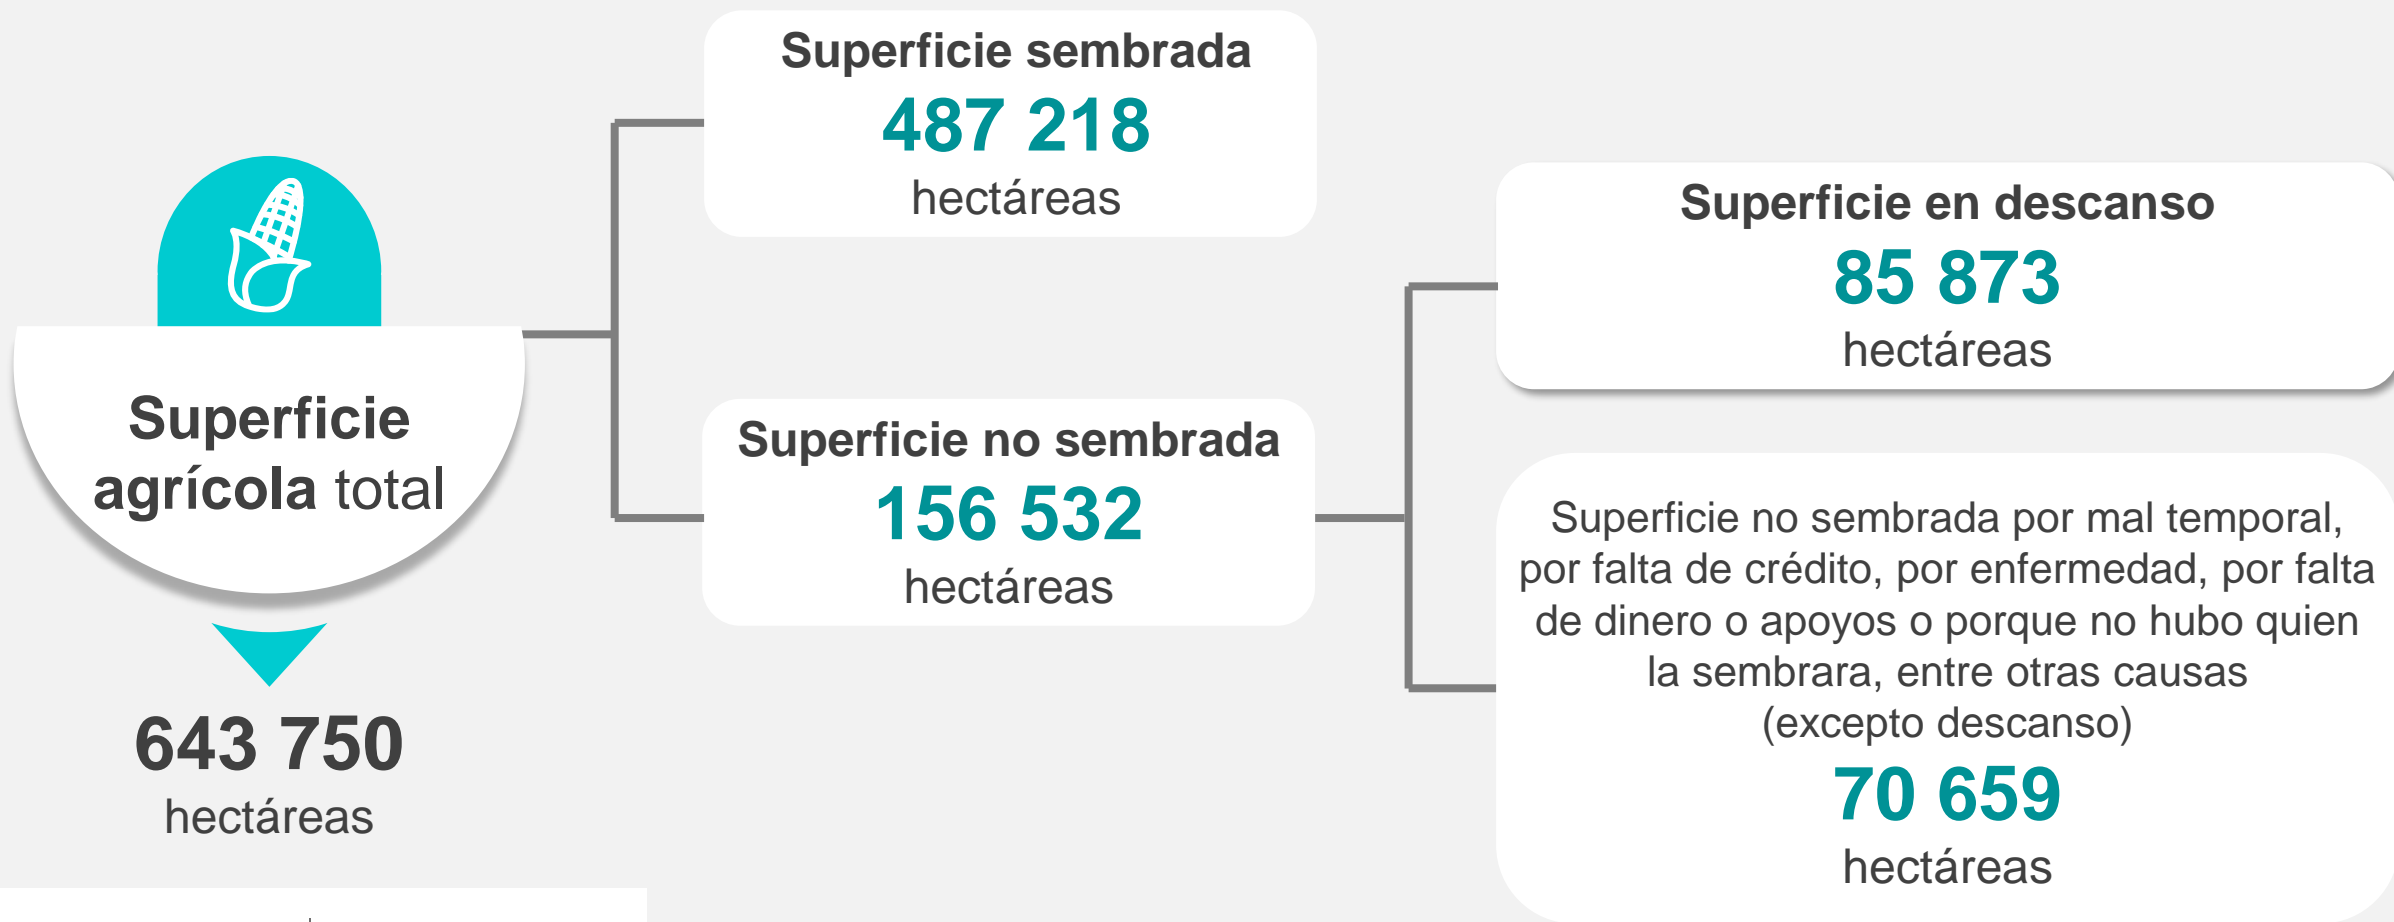 Superficie
agrícola total
643 750
hectáreas
Superficie sembrada
487 218
hectáreas
Superficie no sembrada
156 532
hectáreas
Superficie en descanso
85 873
hectáreas
Superficie no sembrada por mal temporal,
por falta de crédito, por enfermedad, por falta
de dinero o apoyos o porque no hubo quien
la sembrara, entre otras causas
(excepto descanso)
70 659
hectáreas